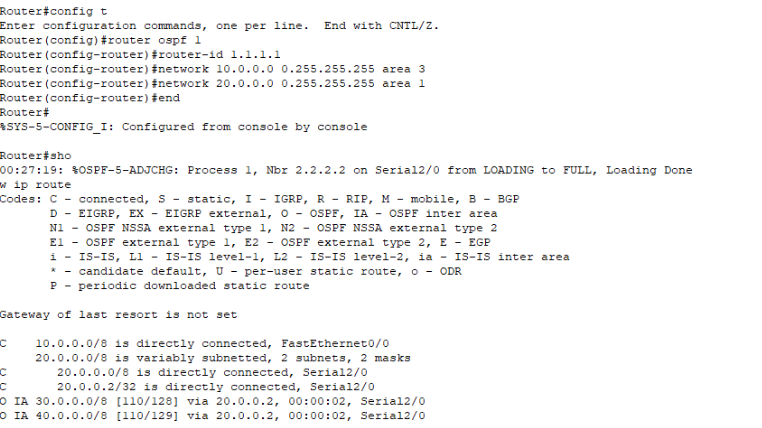 Router#config t
Enter configuration commands, one per line.  End with CNTL/Z.
Router(config)#router ospf 1
Router(config-router)#router-id 1.1.1.1
Router(config-router)#network 10.0.0.0 0.255.255.255 area 3
Router(config-router)#network 20.0.0.0 0.255.255.255 area 1
Router(config-router)#end
Router#
%SYS-5-CONFIG_I: Configured from console by console

Router#sho
00:27:19: %OSPF-5-ADJCHG: Process 1, Nbr 2.2.2.2 on Serial2/0 from LOADING to FULL, Loading Done
w ip route
Codes: C - connected, S - static, I - IGRP, R - RIP, M - mobile, B - BGP
       D - EIGRP, EX - EIGRP external, O - OSPF, IA - OSPF inter area
       N1 - OSPF NSSA external type 1, N2 - OSPF NSSA external type 2
       E1 - OSPF external type 1, E2 - OSPF external type 2, E - EGP
       i - IS-IS, L1 - IS-IS level-1, L2 - IS-IS level-2, ia - IS-IS inter area
       * - candidate default, U - per-user static route, o - ODR
       P - periodic downloaded static route

Gateway of last resort is not set

C    10.0.0.0/8 is directly connected, FastEthernet0/0
     20.0.0.0/8 is variably subnetted, 2 subnets, 2 masks
C       20.0.0.0/8 is directly connected, Serial2/0
C       20.0.0.2/32 is directly connected, Serial2/0
O IA 30.0.0.0/8 [110/128] via 20.0.0.2, 00:00:02, Serial2/0
O IA 40.0.0.0/8 [110/129] via 20.0.0.2, 00:00:02, Serial2/0